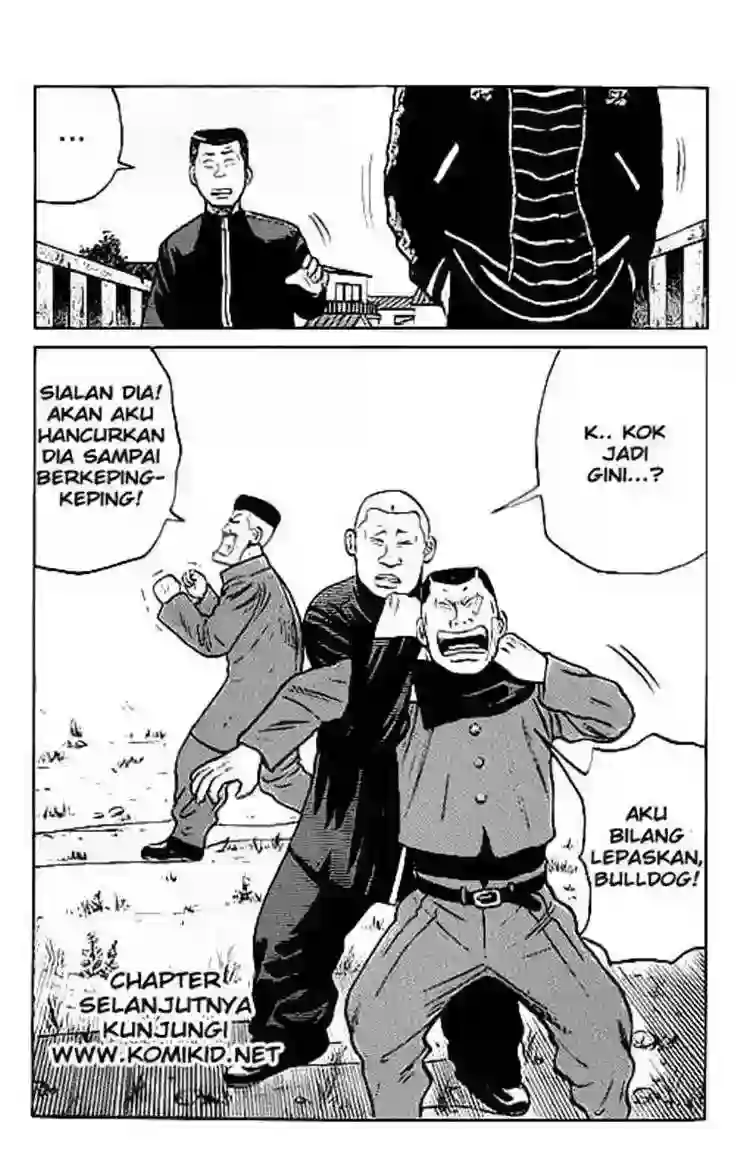 ...
SIALAN DIA!
AKAN AKU
HANCURKAN
DIA SAMPAI
BERKEPING-
KEPING!
K.. KOK
JADI
GINI...?
AKU
BILANG
LEPASKAN,
BULLDOG!
CHAPTER
SELANJUTNYA
KUNJUNGI
WWW.KOMIKID.NET